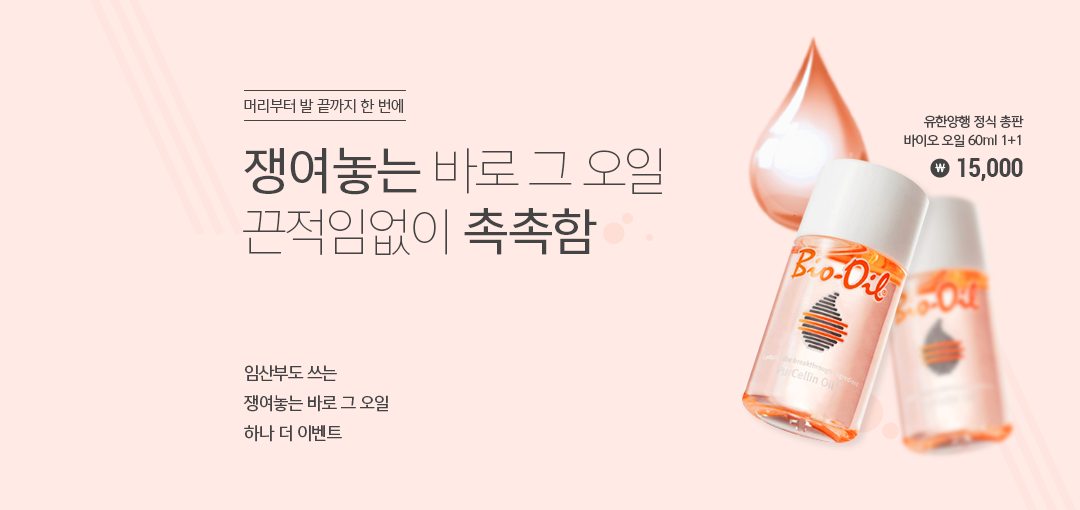 머리부터 발 끝까지 한 번에
쟁여놓는 바로 그 오일
끈적임없이 촉촉함
임산부도 쓰는
쟁여놓는 바로 그 오일
하나 더 이벤트
유한양행 정식 총판
바이오 오일 60ml 1+1
₩ 15,000
Bio-Oil
PurCellin Oil
Bio-Oil